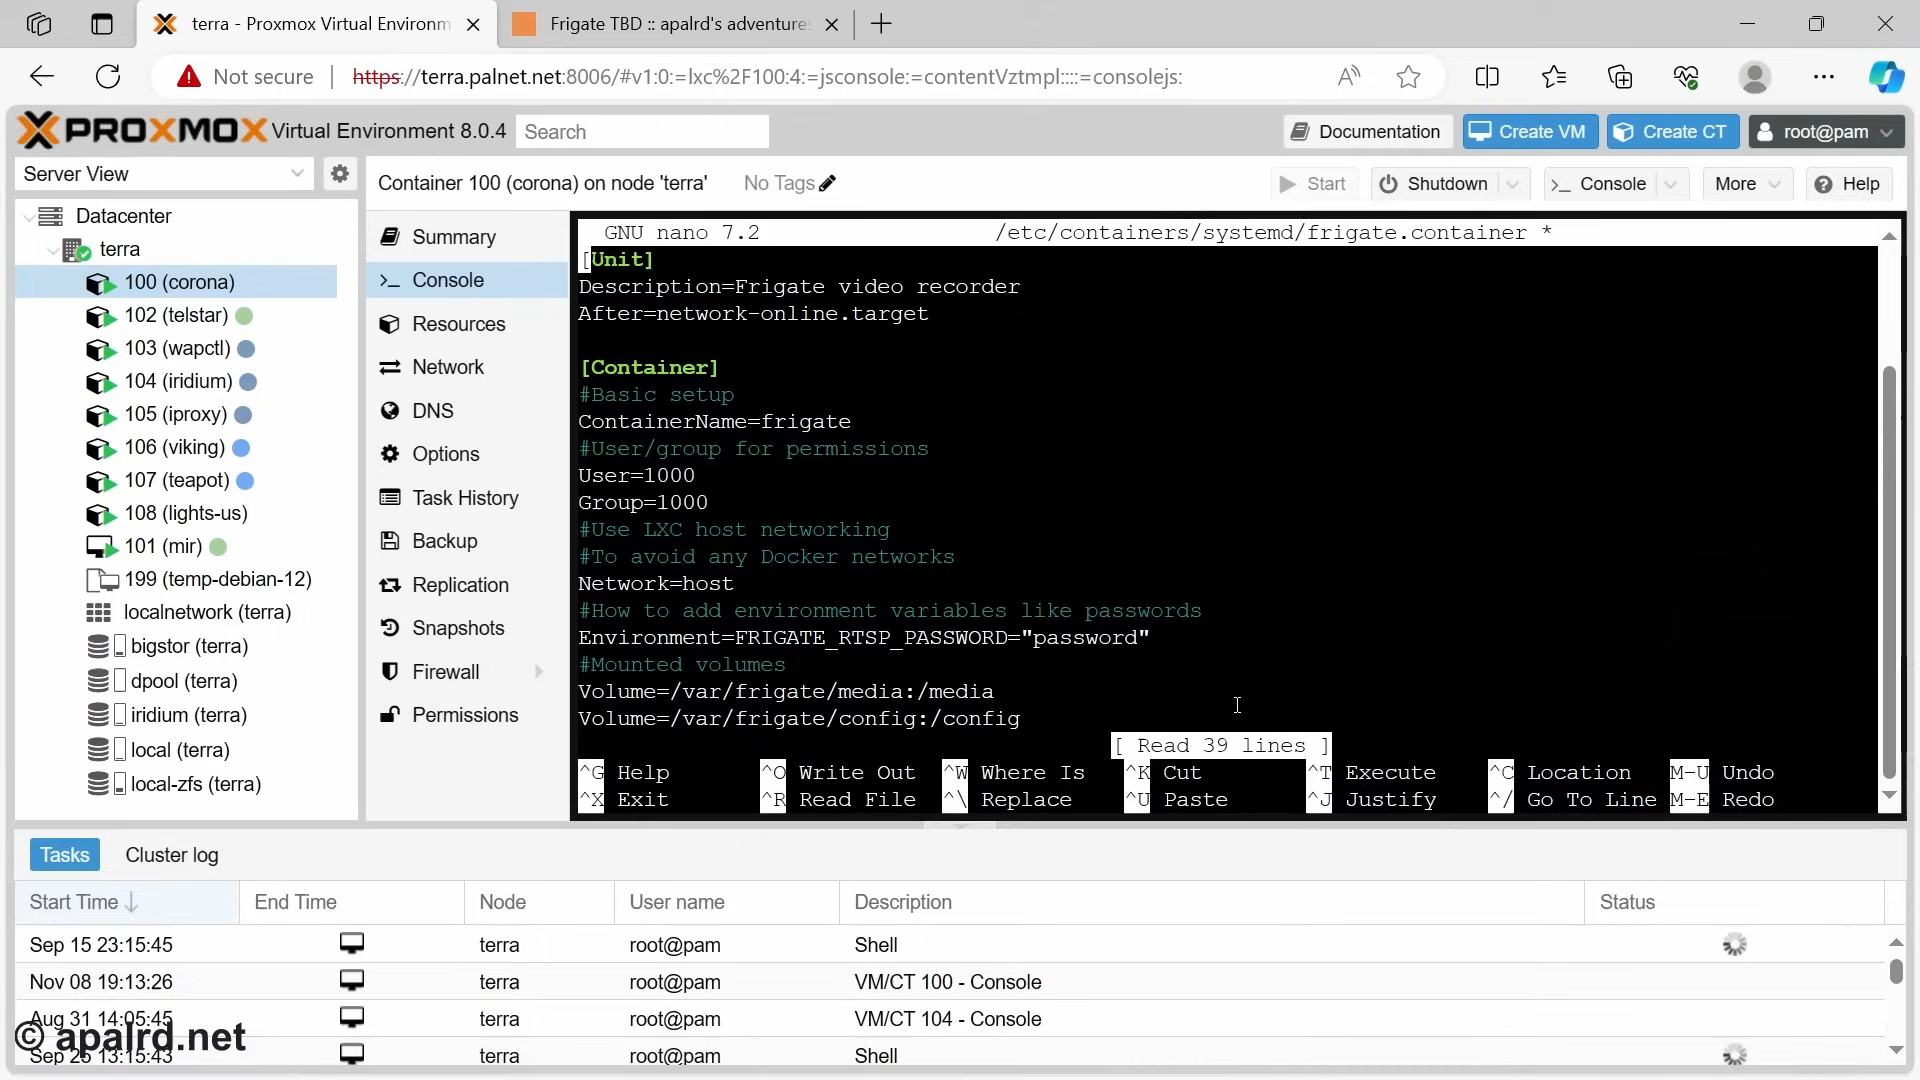 terra - Proxmox Virtual Environm
Frigate TBD :: apalrd's adventures
Not secure
https://terra.palnet.net:8006/#v1:0:=lxc%2F100:4:=jsconsole:=contentVztmpl::::=consolejs:
PROXMOX Virtual Environment 8.0.4
Search
Documentation
Create VM
Create CT
root@pam
Server View
Container 100 (corona) on node 'terra'
No Tags
Start
Shutdown
Console
More
Help
Datacenter
terra
100 (corona)
102 (telstar)
103 (wapctl)
104 (iridium)
105 (iproxy)
106 (viking)
107 (teapot)
108 (lights-us)
101 (mir)
199 (temp-debian-12)
localnetwork (terra)
bigstor (terra)
dpool (terra)
iridium (terra)
local (terra)
local-zfs (terra)
Summary
Console
Resources
Network
DNS
Options
Task History
Backup
Replication
Snapshots
Firewall
Permissions
GNU nano 7.2 /etc/containers/systemd/frigate.container *
[Unit]
Description=Frigate video recorder
After=network-online.target
[Container]
#Basic setup
ContainerName=frigate
#User/group for permissions
User=1000
Group=1000
#Use LXC host networking
#To avoid any Docker networks
Network=host
#How to add environment variables like passwords
Environment=FRIGATE_RTSP_PASSWORD="password"
#Mounted volumes
Volume=/var/frigate/media:/media
Volume=/var/frigate/config:/config
[ Read 39 lines ]
^G Help ^O Write Out ^W Where Is ^K Cut ^T Execute ^C Location M-U Undo
^X Exit ^R Read File ^\ Replace ^U Paste ^J Justify ^/ Go To Line M-E Redo
Tasks
Cluster log
Start Time End Time Node User name Description Status
Sep 15 23:15:45 terra root@pam Shell
Nov 08 19:13:26 terra root@pam VM/CT 100 - Console
Aug 31 14:05:45 terra root@pam VM/CT 104 - Console
Sep 25 13:15:43 terra root@pam Shell
© apalrd.net